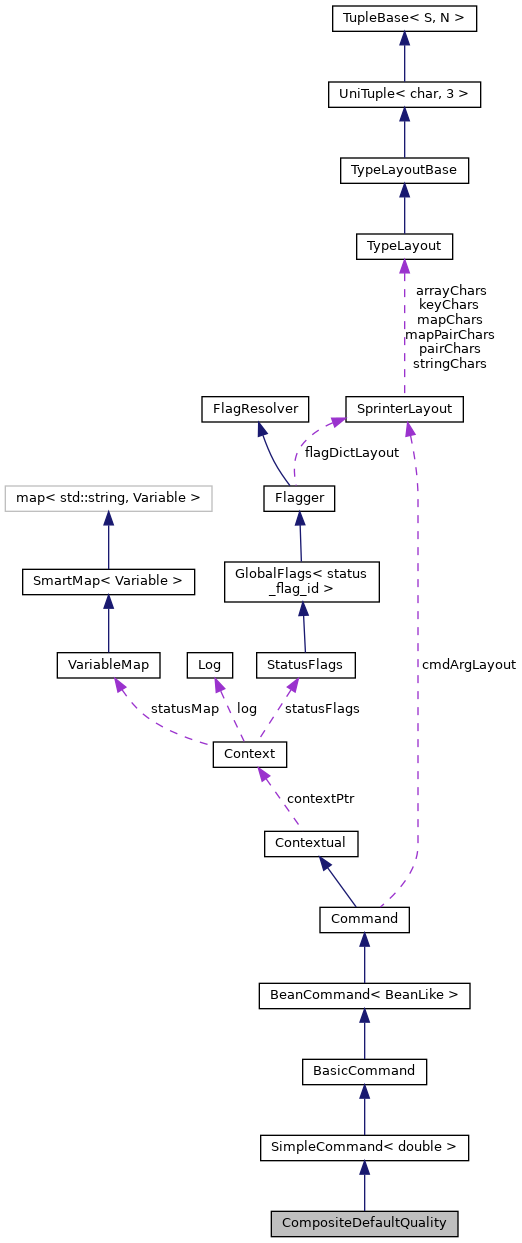 TupleBase< S, N >
UniTuple< char, 3 >
TypeLayoutBase
TypeLayout
arrayChars
keyChars
mapChars
mapPairChars
pairChars
stringChars
FlagResolver
SprinterLayout
flagDictLayout
map< std::string, Variable >
Flagger
SmartMap< Variable >
GlobalFlags< status
_flag_id >
VariableMap
Log
StatusFlags
cmdArgLayout
statusMap
log
statusFlags
Context
contextPtr
Contextual
Command
BeanCommand< BeanLike >
BasicCommand
SimpleCommand< double >
CompositeDefaultQuality